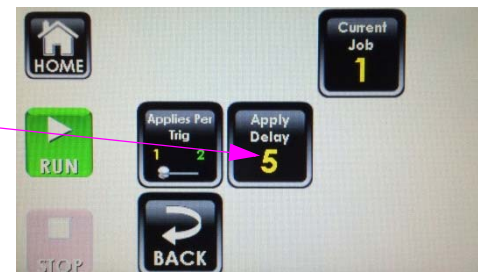 Current
Job
1
HOME
Applies Per
Trig
1 2
Apply
Delay
5
RUN
BACK
STOP